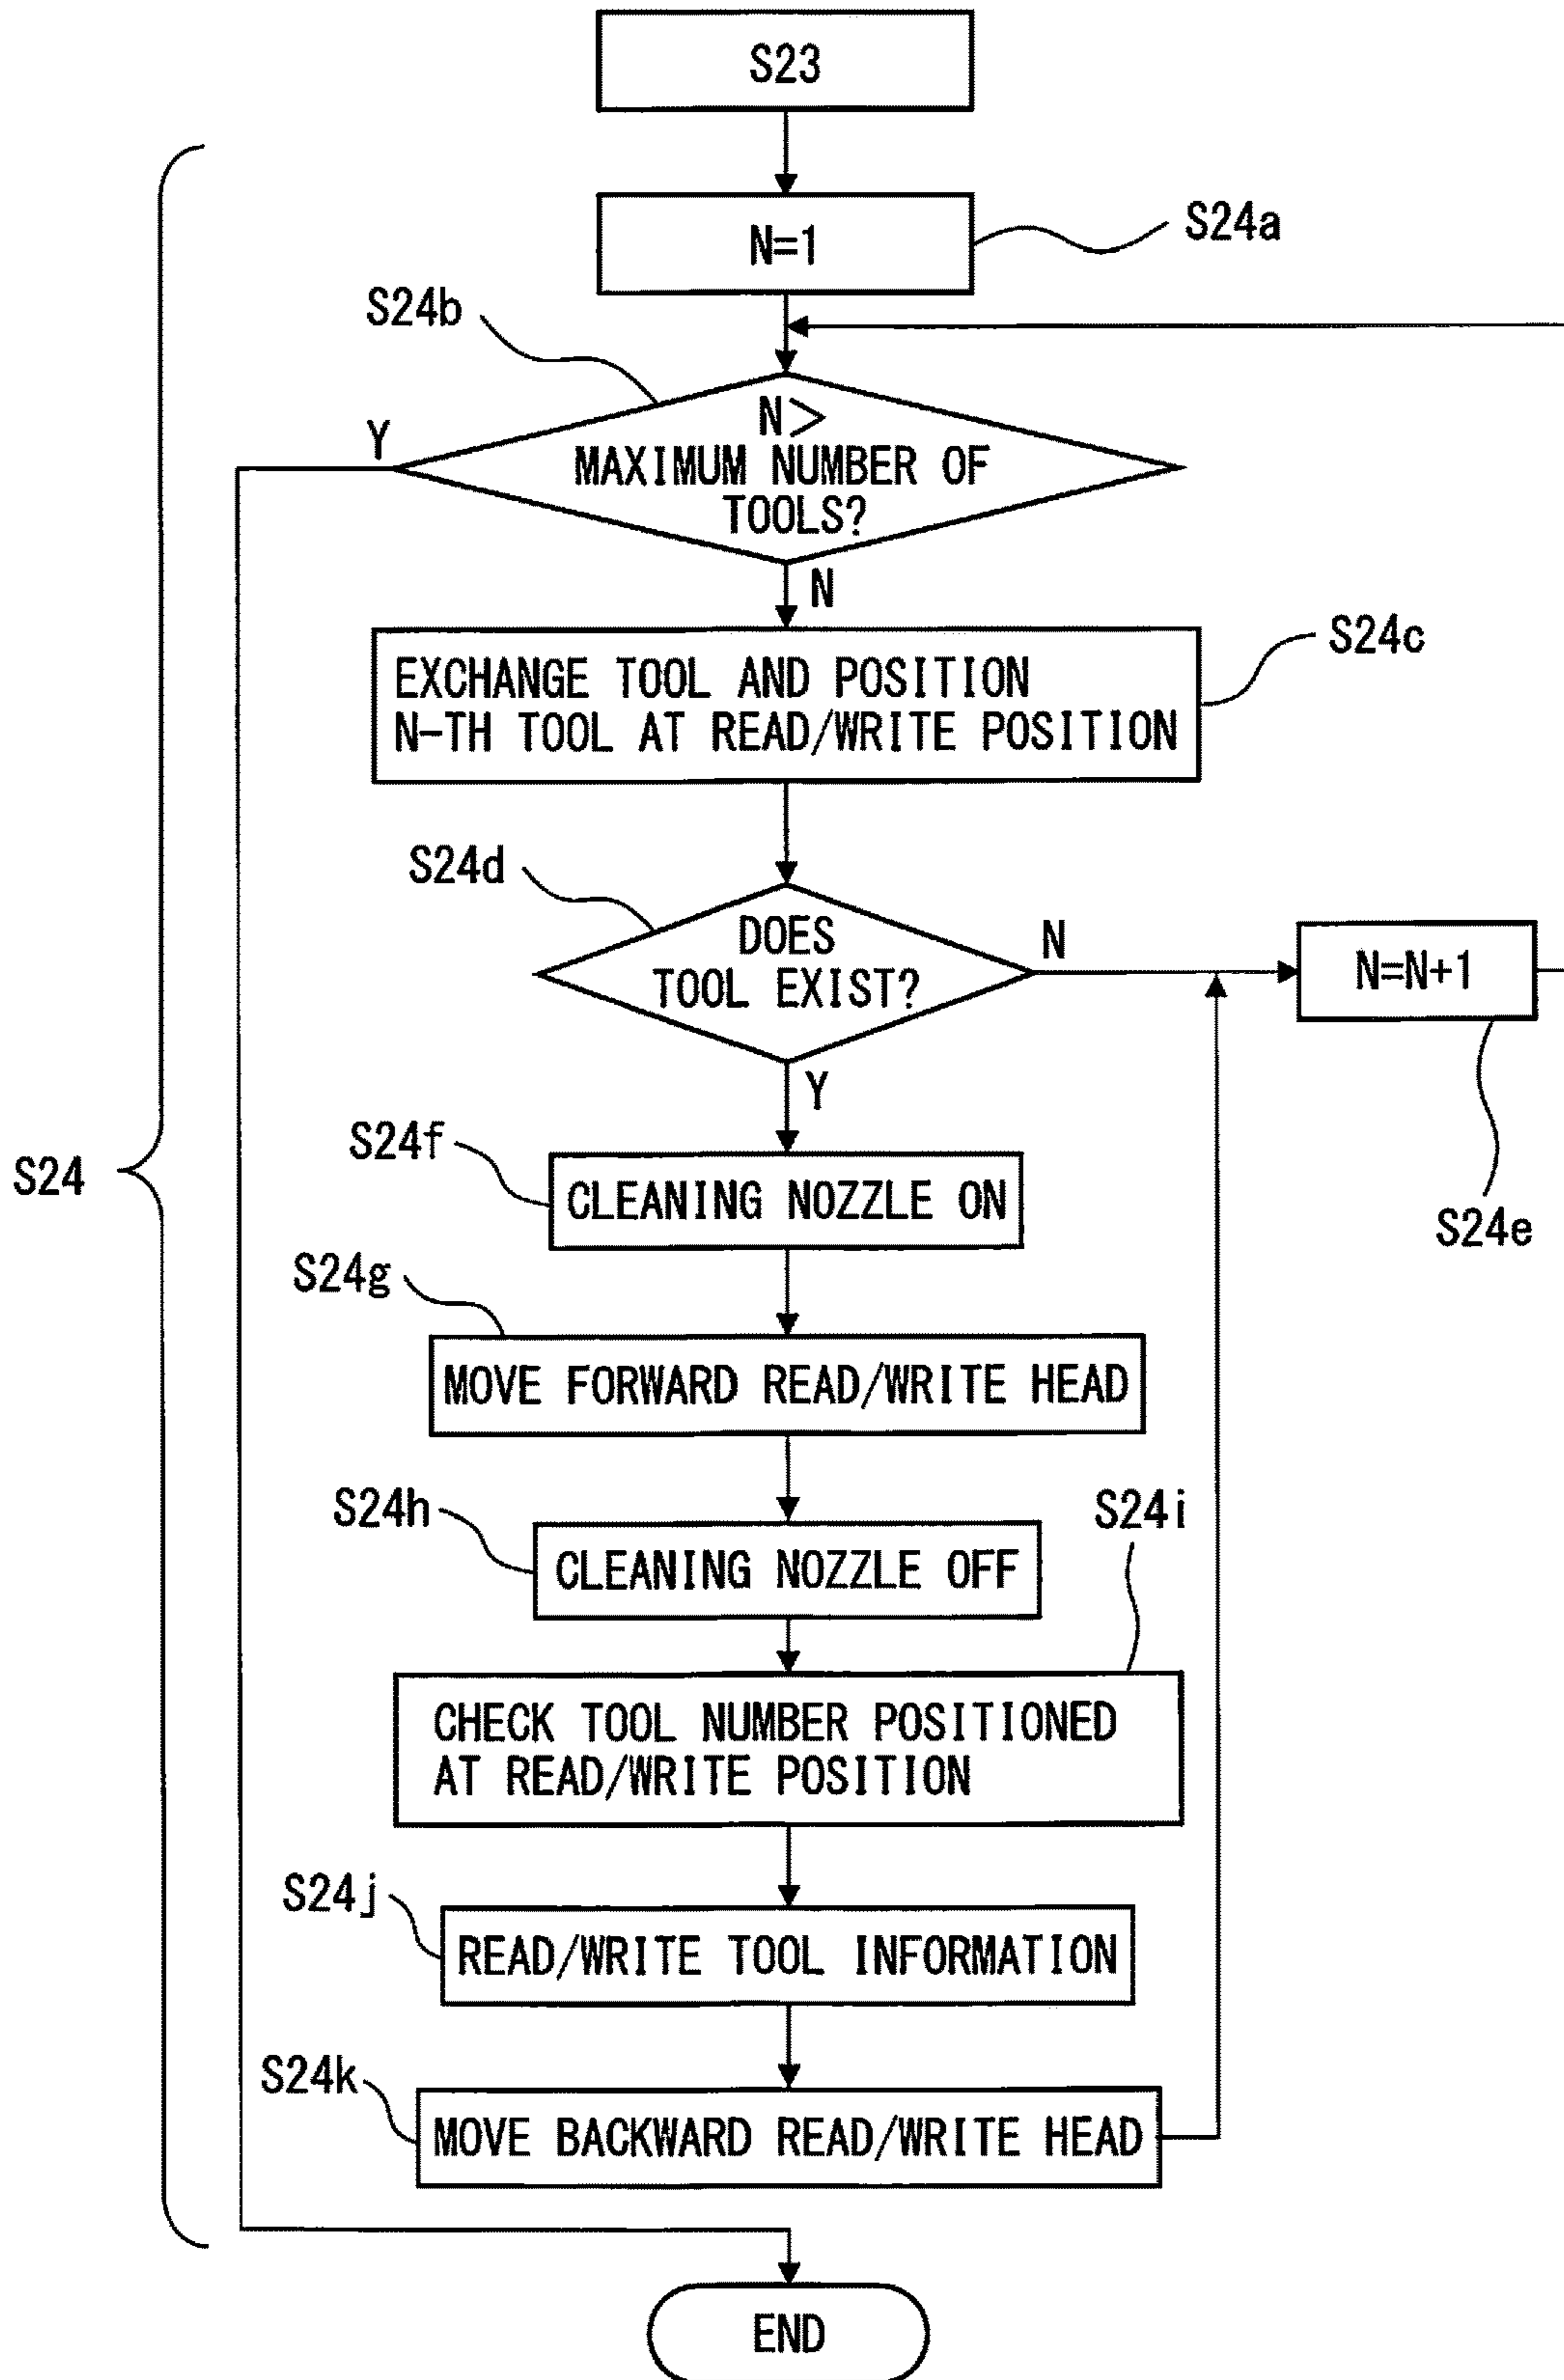 S23
N=1
S24a
S24b
Y
N>
MAXIMUM NUMBER OF
TOOLS?
N
S24c
EXCHANGE TOOL AND POSITION
N-TH TOOL AT READ/WRITE POSITION
S24d
DOES
TOOL EXIST?
N
N=N+1
Y
S24e
S24f
CLEANING NOZZLE ON
S24
S24g
MOVE FORWARD READ/WRITE HEAD
S24h
CLEANING NOZZLE OFF
S24i
CHECK TOOL NUMBER POSITIONED
AT READ/WRITE POSITION
S24j
READ/WRITE TOOL INFORMATION
S24k
MOVE BACKWARD READ/WRITE HEAD
END